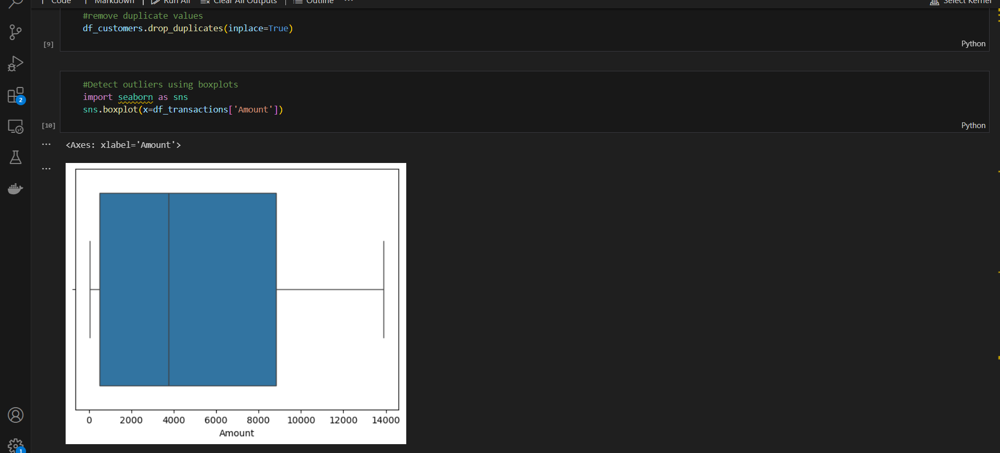 Code Markdown Run All Clear All Outputs Outline ... Select Kernel
#remove duplicate values
df_customers.drop_duplicates(inplace=True)
[9]
Python
#Detect outliers using boxplots
import seaborn as sns
sns.boxplot(x=df_transactions['Amount'])
2
[10]
Python
... <Axes: xlabel='Amount'>
...
0 2000 4000 6000 8000 10000 12000 14000
Amount
1